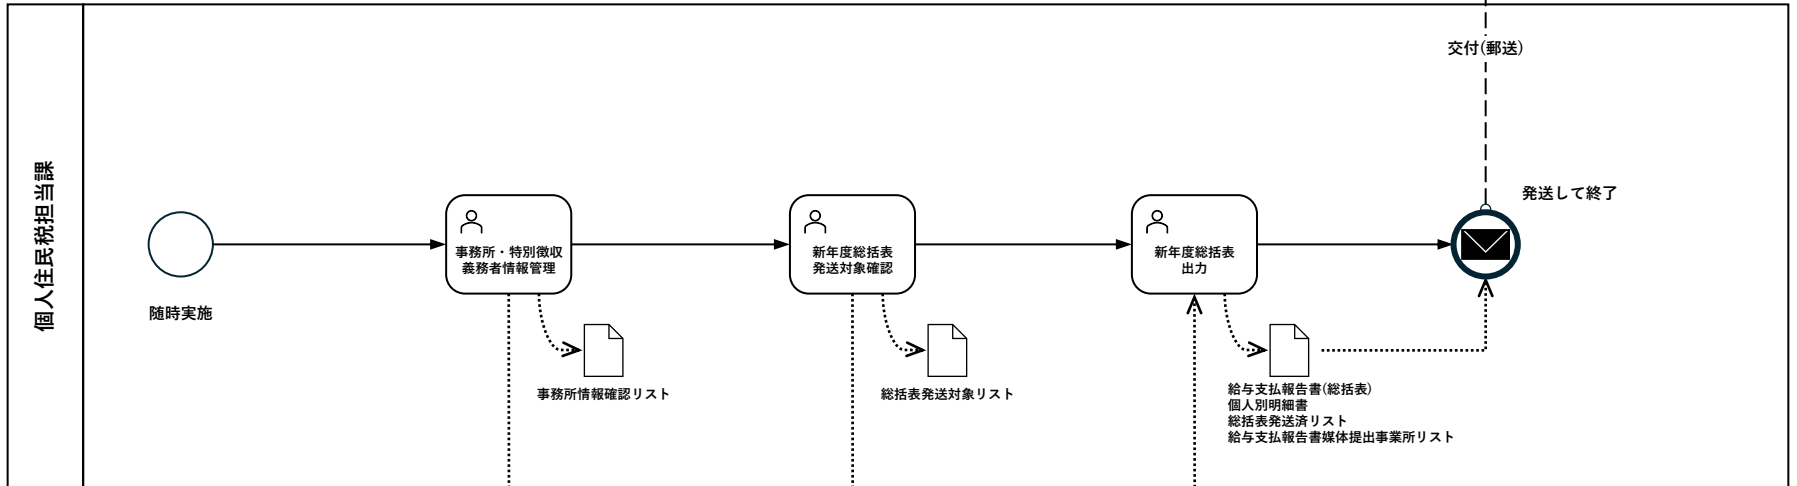 個人住民税担当課
交付(郵送)
発送して終了
随時実施
事務所・特別徴収
義務者情報管理
新年度総括表
発送対象確認
新年度総括表
出力
事務所情報確認リスト
総括表発送対象リスト
給与支払報告書(総括表)
個人別明細書
総括表発送済リスト
給与支払報告書媒体提出事業所リスト